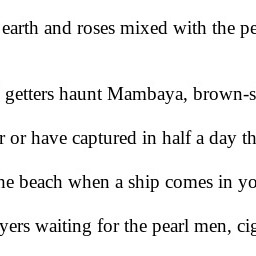 earth and roses mixed with the pe
getters haunt Mambaya, brown-s
r or have captured in half a day th
he beach when a ship comes in yo
yers waiting for the pearl men, cig